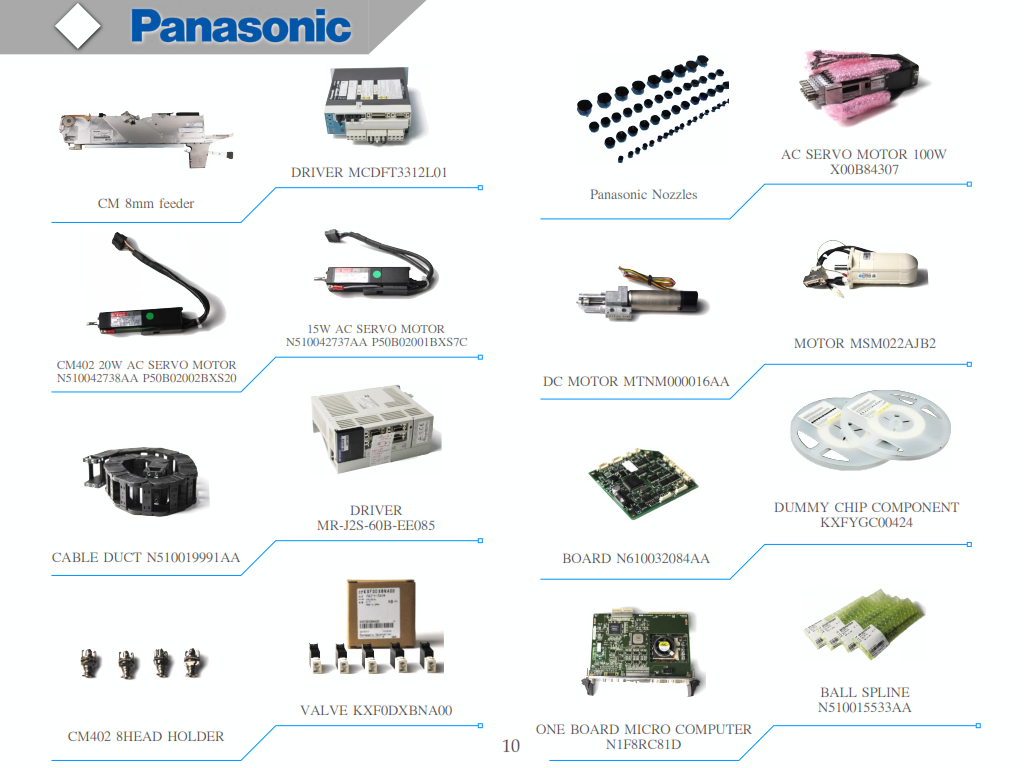 Panasonic
CM 8mm feeder
DRIVER MCDFT3312L01
Panasonic Nozzles
AC SERVO MOTOR 100W
X00B84307
CM402 20W AC SERVO MOTOR
N510042738AA P50B02002BXS20
15W AC SERVO MOTOR
N510042737AA P50B02001BXS7C
DC MOTOR MTNM000016AA
MOTOR MSM022AJB2
CABLE DUCT N510019991AA
DRIVER
MR-J2S-60B-EE085
BOARD N610032084AA
DUMMY CHIP COMPONENT
KXFYGC00424
CM402 8HEAD HOLDER
VALVE KXF0DXBNA00
ONE BOARD MICRO COMPUTER
N1F8RC81D
BALL SPLINE
N510015533AA
10